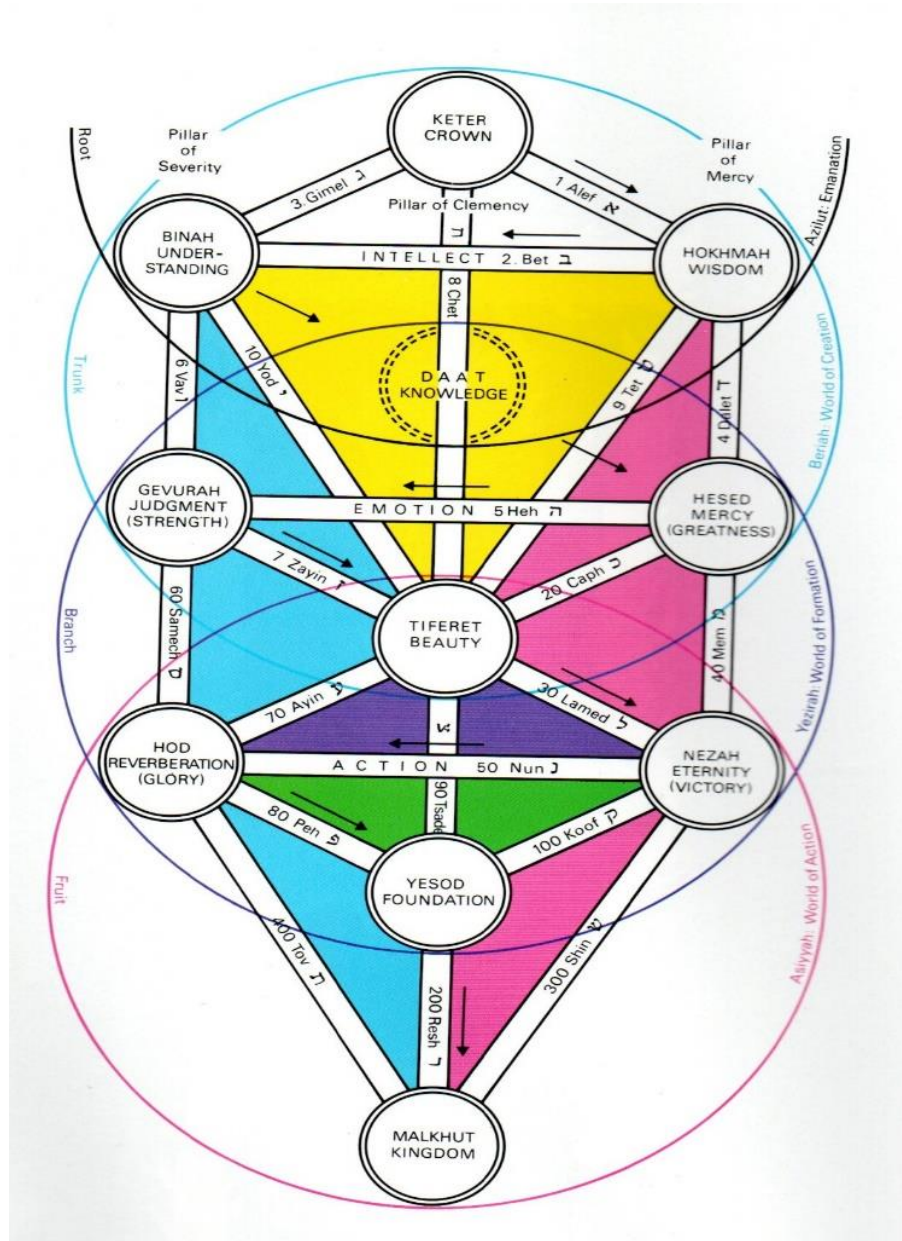 KETER
CROWN
Root
Pillar
of
Severity
Pillar
of
Mercy
3. Gimel ג
1 Alef א
Azilut: Emanation
Pillar of Clemency
BINAH
UNDER-
STANDING
HOKHMAH
WISDOM
INTELLECT 2. Bet ב
ח 8 Chet
Trunk
6 Vav ו
10 Yod י
DAAT
KNOWLEDGE
9 Tet ט
4 Dalet ד
Beriah: World of Creation
GEVURAH
JUDGMENT
(STRENGTH)
EMOTION 5 Heh ה
HESED
MERCY
(GREATNESS)
7 Zayin ז
20 Caph כ
TIFERET
BEAUTY
Branch
60 Samech ס
40 Mem מ
Yezirah: World of Formation
70 Ayin ע
30 Lamed ל
HOD
REVERBERATION
(GLORY)
צ 90 Tsade
ACTION 50 Nun נ
NEZAH
ETERNITY
(VICTORY)
80 Peh פ
100 Koof ק
YESOD
FOUNDATION
Fruit
400 Tov ת
200 Resh ר
300 Shin ש
Asiyyah: World of Action
MALKHUT
KINGDOM